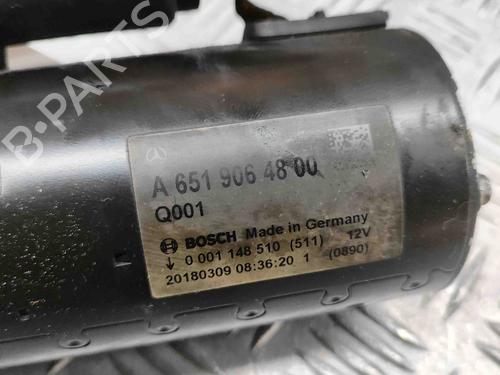 B-PARTS
A 651 906 48 00
Q001
BOSCH Made in Germany
↓ 0 001 148 510 (511) 12V
20180309 08:36:20 1 (0890)